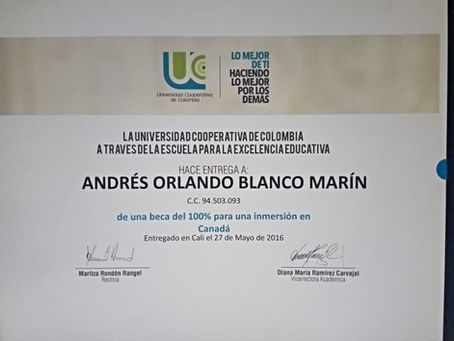 UCC
Universidad Cooperativa
de Colombia
LO MEJOR
DE TI
HACIENDO
LO MEJOR
POR LOS
DEMÁS
LA UNIVERSIDAD COOPERATIVA DE COLOMBIA
A TRAVES DE LA ESCUELA PARA LA EXCELENCIA EDUCATIVA
HACE ENTREGA A:
ANDRÉS ORLANDO BLANCO MARÍN
C.C. 94.503.093
de una beca del 100% para una inmersión en
Canadá
Entregado en Cali el 27 de Mayo de 2016
Maritza Rondón Rangel
Rectora
Diana María Ramírez Carvajal
Vicerrectora Académica